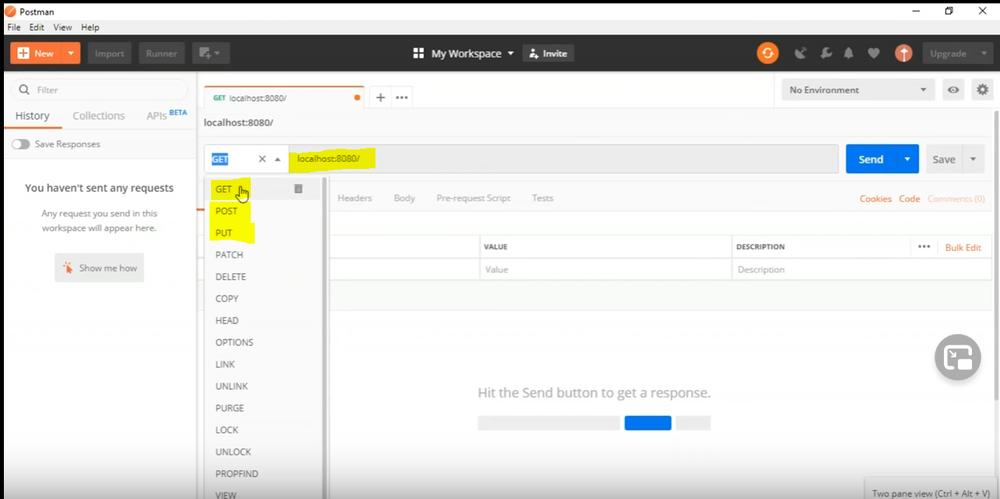 Postman
File Edit View Help
New Import Runner My Workspace Invite Upgrade
Filter
History Collections APIs BETA
Save Responses
You haven't sent any requests
Any request you send in this
workspace will appear here.
Show me how
GET localhost:8080/ No Environment
localhost:8080/
GET localhost:8080/ Send Save
Headers Body Pre-request Script Tests Cookies Code Comments (0)
VALUE DESCRIPTION Bulk Edit
Value Description
GET
POST
PUT
PATCH
DELETE
COPY
HEAD
OPTIONS
LINK
UNLINK
PURGE
LOCK
UNLOCK
PROPFIND
VIEW
Hit the Send button to get a response.
Two pane view (Ctrl + Alt + V)